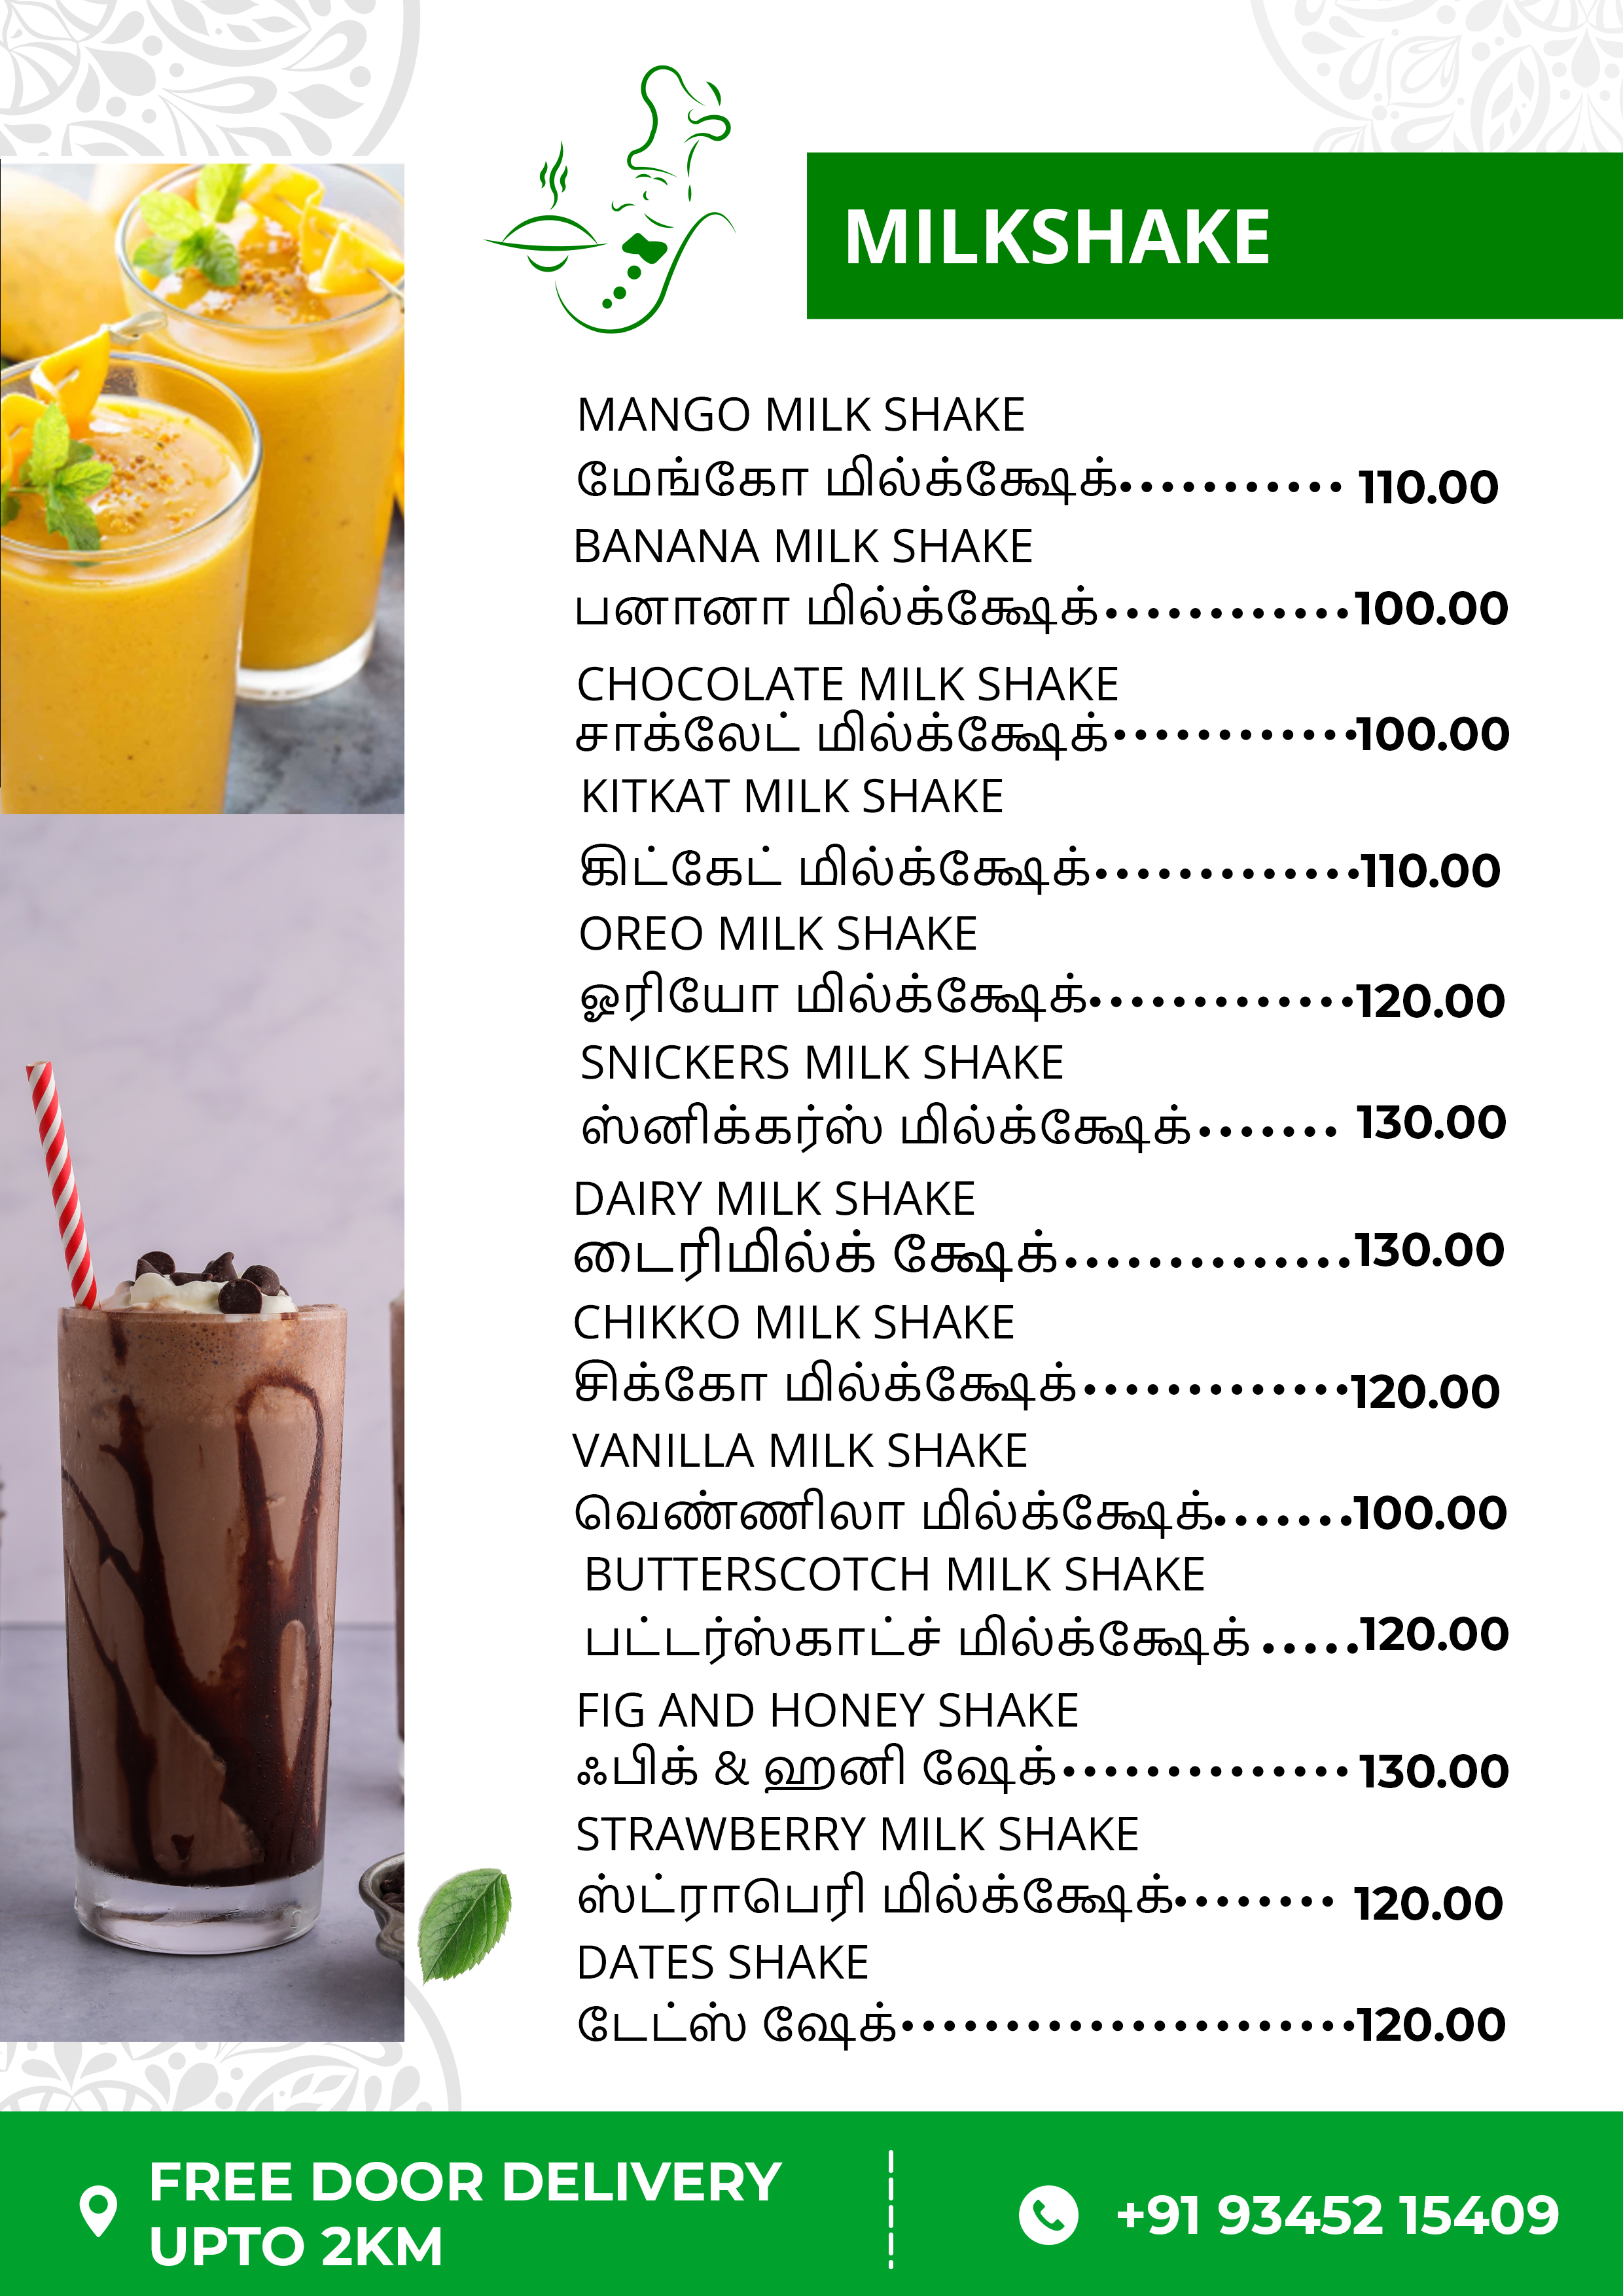 MILKSHAKE
MANGO MILK SHAKE
மேங்கோ மில்க்க்ஷேக்........... 110.00
BANANA MILK SHAKE
பனானா மில்க்க்ஷேக்............100.00
CHOCOLATE MILK SHAKE
சாக்லேட் மில்க்க்ஷேக்............100.00
KITKAT MILK SHAKE
கிட்கேட் மில்க்க்ஷேக்.............110.00
OREO MILK SHAKE
ஓரியோ மில்க்க்ஷேக்.............120.00
SNICKERS MILK SHAKE
ஸ்னிக்கர்ஸ் மில்க்க்ஷேக்....... 130.00
DAIRY MILK SHAKE
டைரிமில்க் க்ஷேக்..............130.00
CHIKKO MILK SHAKE
சிக்கோ மில்க்க்ஷேக்.............120.00
VANILLA MILK SHAKE
வெண்ணிலா மில்க்க்ஷேக்.......100.00
BUTTERSCOTCH MILK SHAKE
பட்டர்ஸ்காட்ச் மில்க்க்ஷேக் .....120.00
FIG AND HONEY SHAKE
ஃபிக் & ஹனி ஷேக்.............. 130.00
STRAWBERRY MILK SHAKE
ஸ்ட்ராபெரி மில்க்க்ஷேக்........ 120.00
DATES SHAKE
டேட்ஸ் ஷேக்......................120.00
FREE DOOR DELIVERY
UPTO 2KM
+91 93452 15409